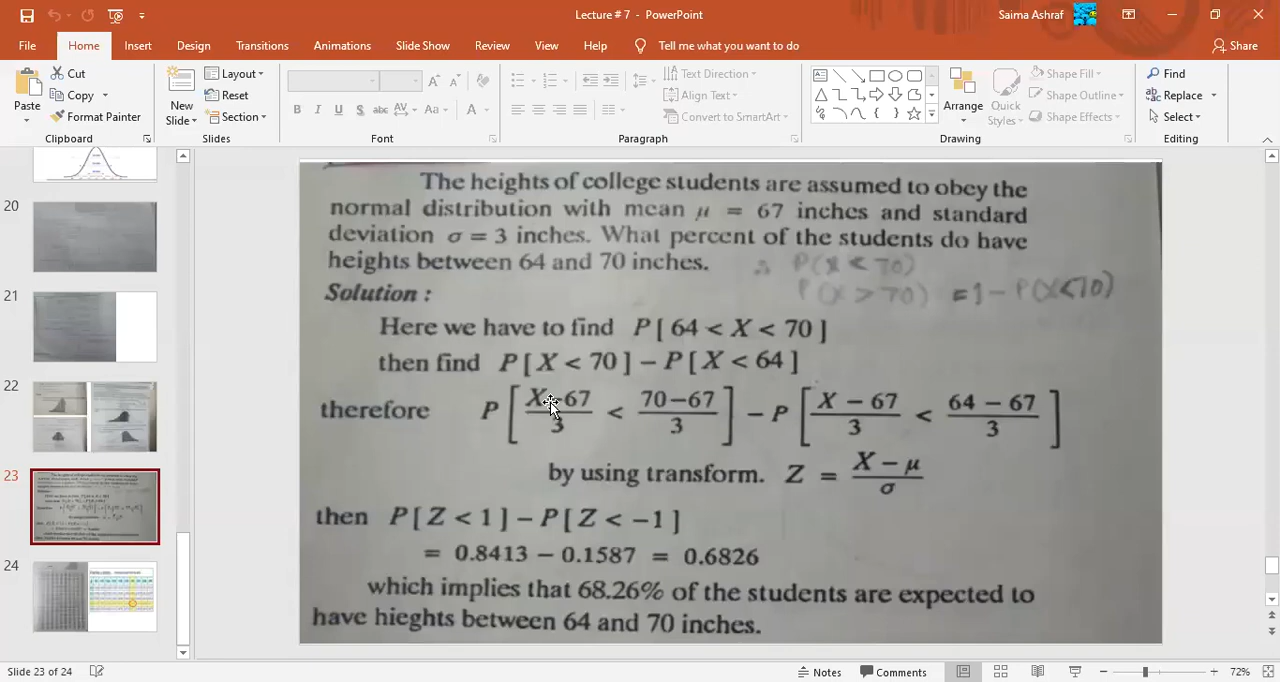 Lecture # 7 - PowerPoint
Saima Ashraf
File Home Insert Design Transitions Animations Slide Show Review View Help Tell me what you want to do Share
Cut Layout Text Direction Shape Fill Find
Copy Reset Align Text Shape Outline Replace
Paste Format Painter New Slide Section Convert to SmartArt Arrange Quick Styles Shape Effects Select
Clipboard Slides Font Paragraph Drawing Editing
20
21
22
23
24
The heights of college students are assumed to obey the
normal distribution with mean μ = 67 inches and standard
deviation σ = 3 inches. What percent of the students do have
heights between 64 and 70 inches. ∴ P(X < 70)
P(X > 70) = 1 - P(X<70)
Solution :
Here we have to find P[ 64 < X < 70 ]
then find P[ X < 70 ] – P[ X < 64 ]
therefore P [ X–67 / 3 < 70–67 / 3 ] – P [ X – 67 / 3 < 64 – 67 / 3 ]
by using transform. Z = X – μ / σ
then P[ Z < 1 ] – P[ Z < –1 ]
= 0.8413 – 0.1587 = 0.6826
which implies that 68.26% of the students are expected to
have hieghts between 64 and 70 inches.
Slide 23 of 24 Notes Comments 72%